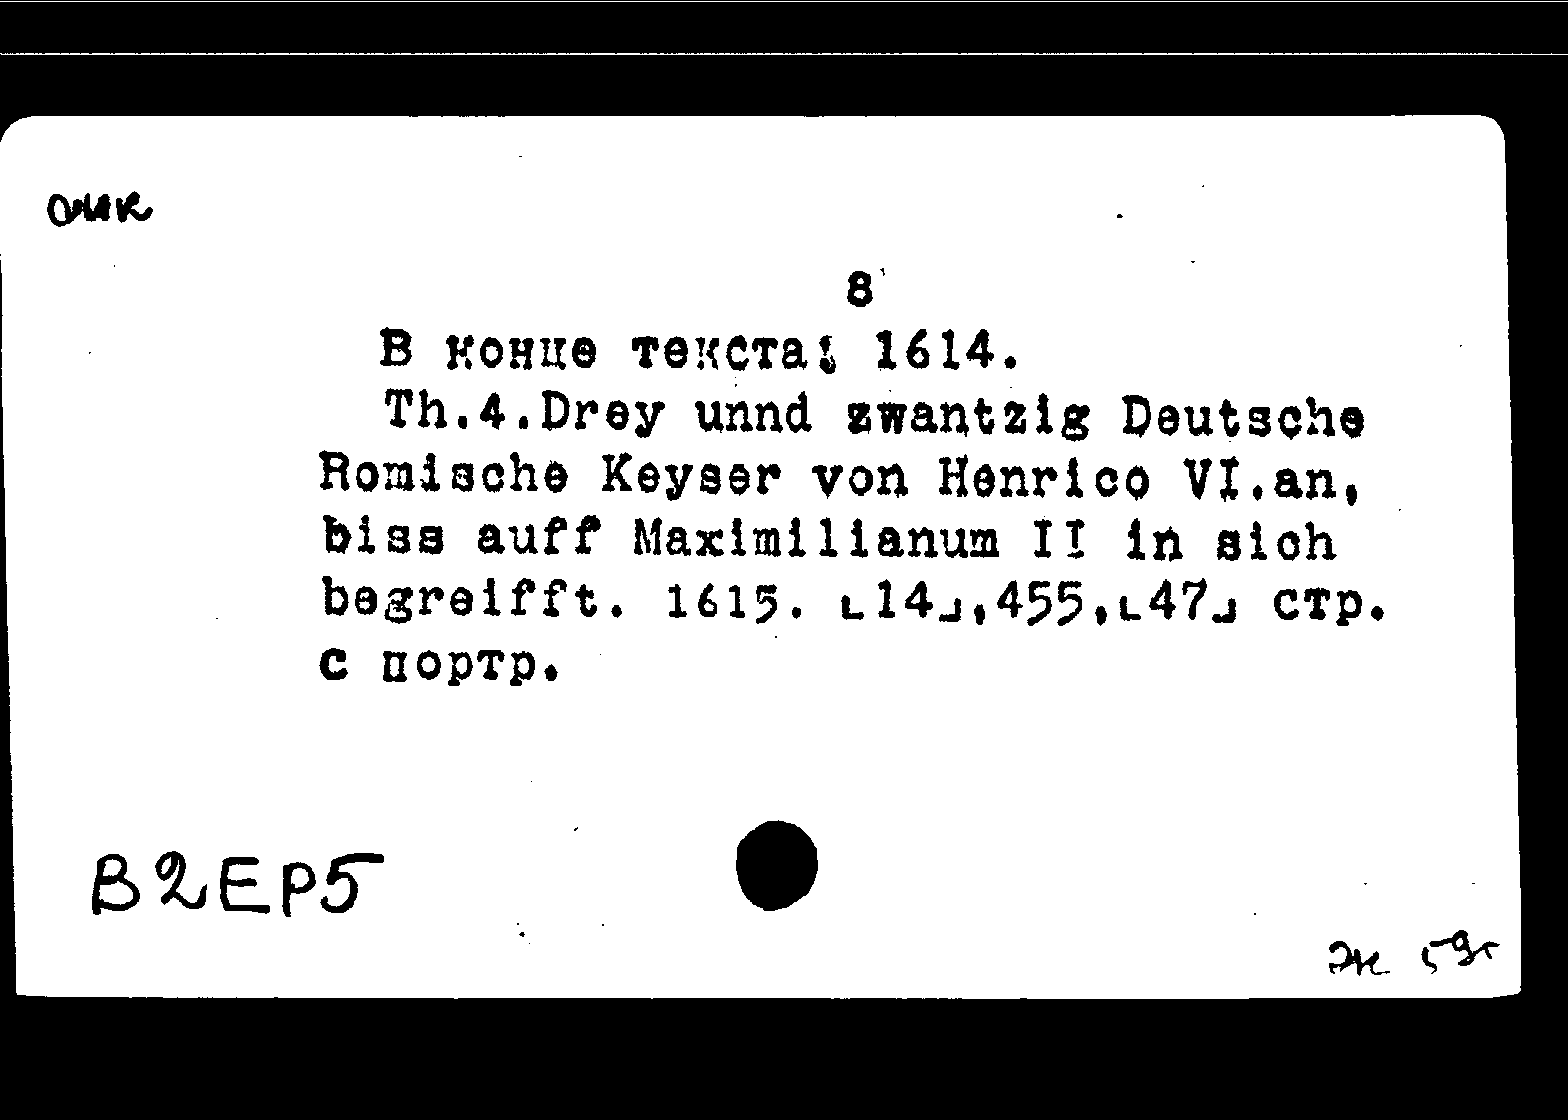 8
В конце текста: 1614.
Th.4.Drey unnd zwantzig Deutsche
Romische Keyser von Henrico VI.an,
biss auff Maximilianum II in sich
begreifft. 1615. ⌞14⌟,455,⌞47⌟ стр.
с портр.
B2EP5